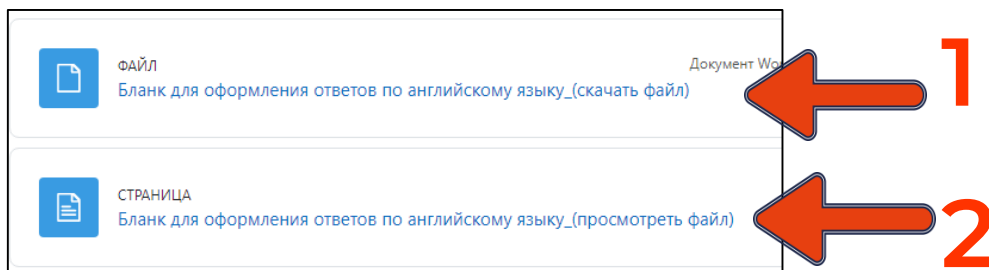 ФАЙЛ
Документ
Бланк для оформления ответов по английскому языку_(скачать файл)
1
СТРАНИЦА
Бланк для оформления ответов по английскому языку_(просмотреть файл)
2